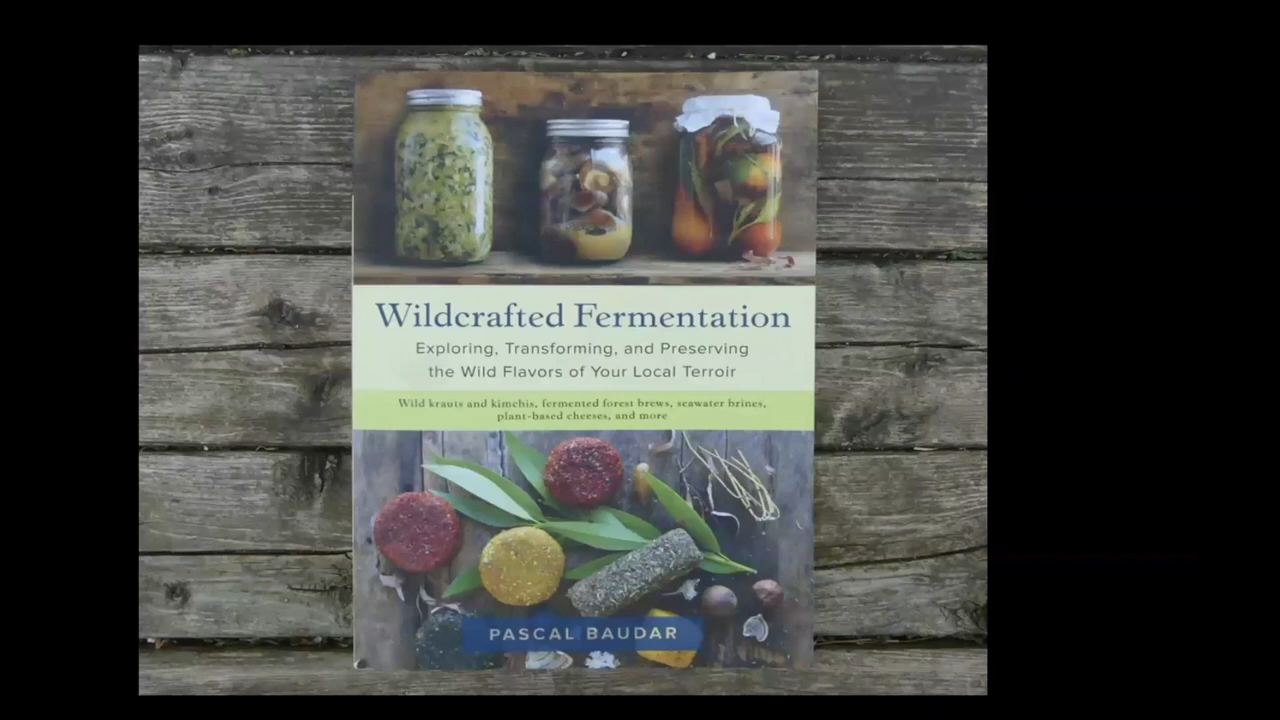 Wildcrafted Fermentation
Exploring, Transforming, and Preserving
the Wild Flavors of Your Local Terroir
Wild krauts and kimchis, fermented forest brews, seawater brines,
plant-based cheeses, and more
PASCAL BAUDAR